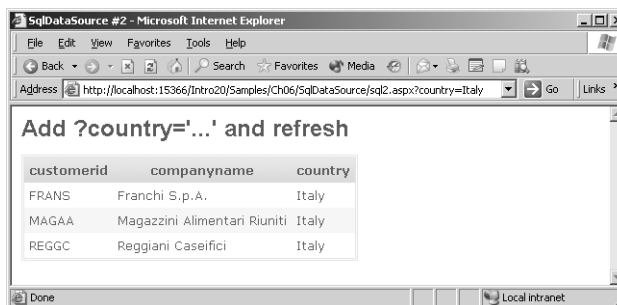 SqlDataSource #2 - Microsoft Internet Explorer
File Edit View Favorites Tools Help
Back Search Favorites Media
Address http://localhost:15366/Intro20/Samples/Ch06/SqlDataSource/sql2.aspx?country=Italy Go Links
Add ?country='...' and refresh
customerid companyname country
FRANS Franchi S.p.A. Italy
MAGAA Magazzini Alimentari Riuniti Italy
REGGC Reggiani Caseifici Italy
Done Local intranet